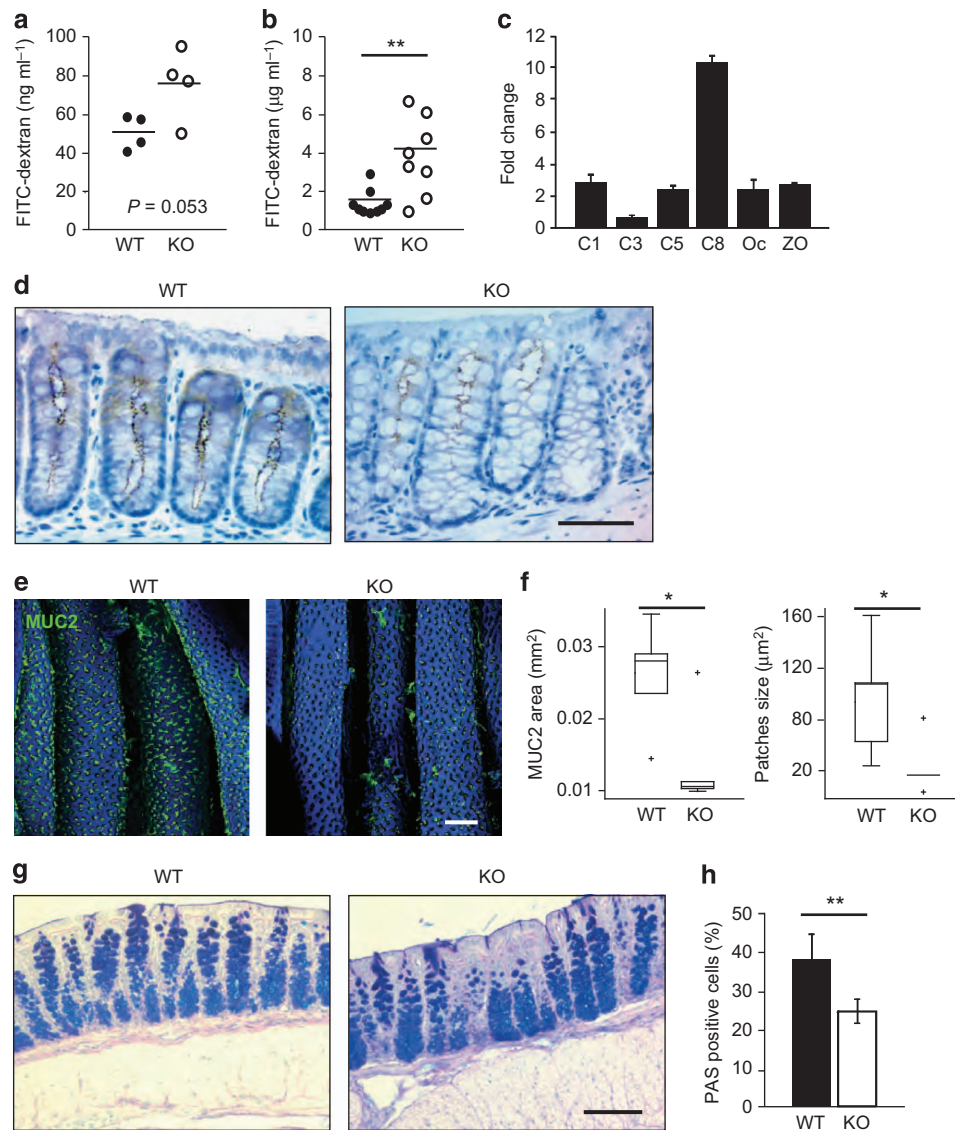 a
FITC-dextran (ng ml⁻¹)
100
80
60
40
20
0
P = 0.053
WT KO
b
FITC-dextran (μg ml⁻¹)
10
8
6
4
2
0
**
WT KO
c
Fold change
12
10
8
6
4
2
0
C1 C3 C5 C8 Oc ZO
d
WT KO
e
WT KO
MUC2
f
MUC2 area (mm²)
0.03
0.02
0.01
*
WT KO
Patches size (μm²)
160
120
80
20
*
WT KO
g
WT KO
h
PAS positive cells (%)
50
40
30
20
10
0
**
WT KO